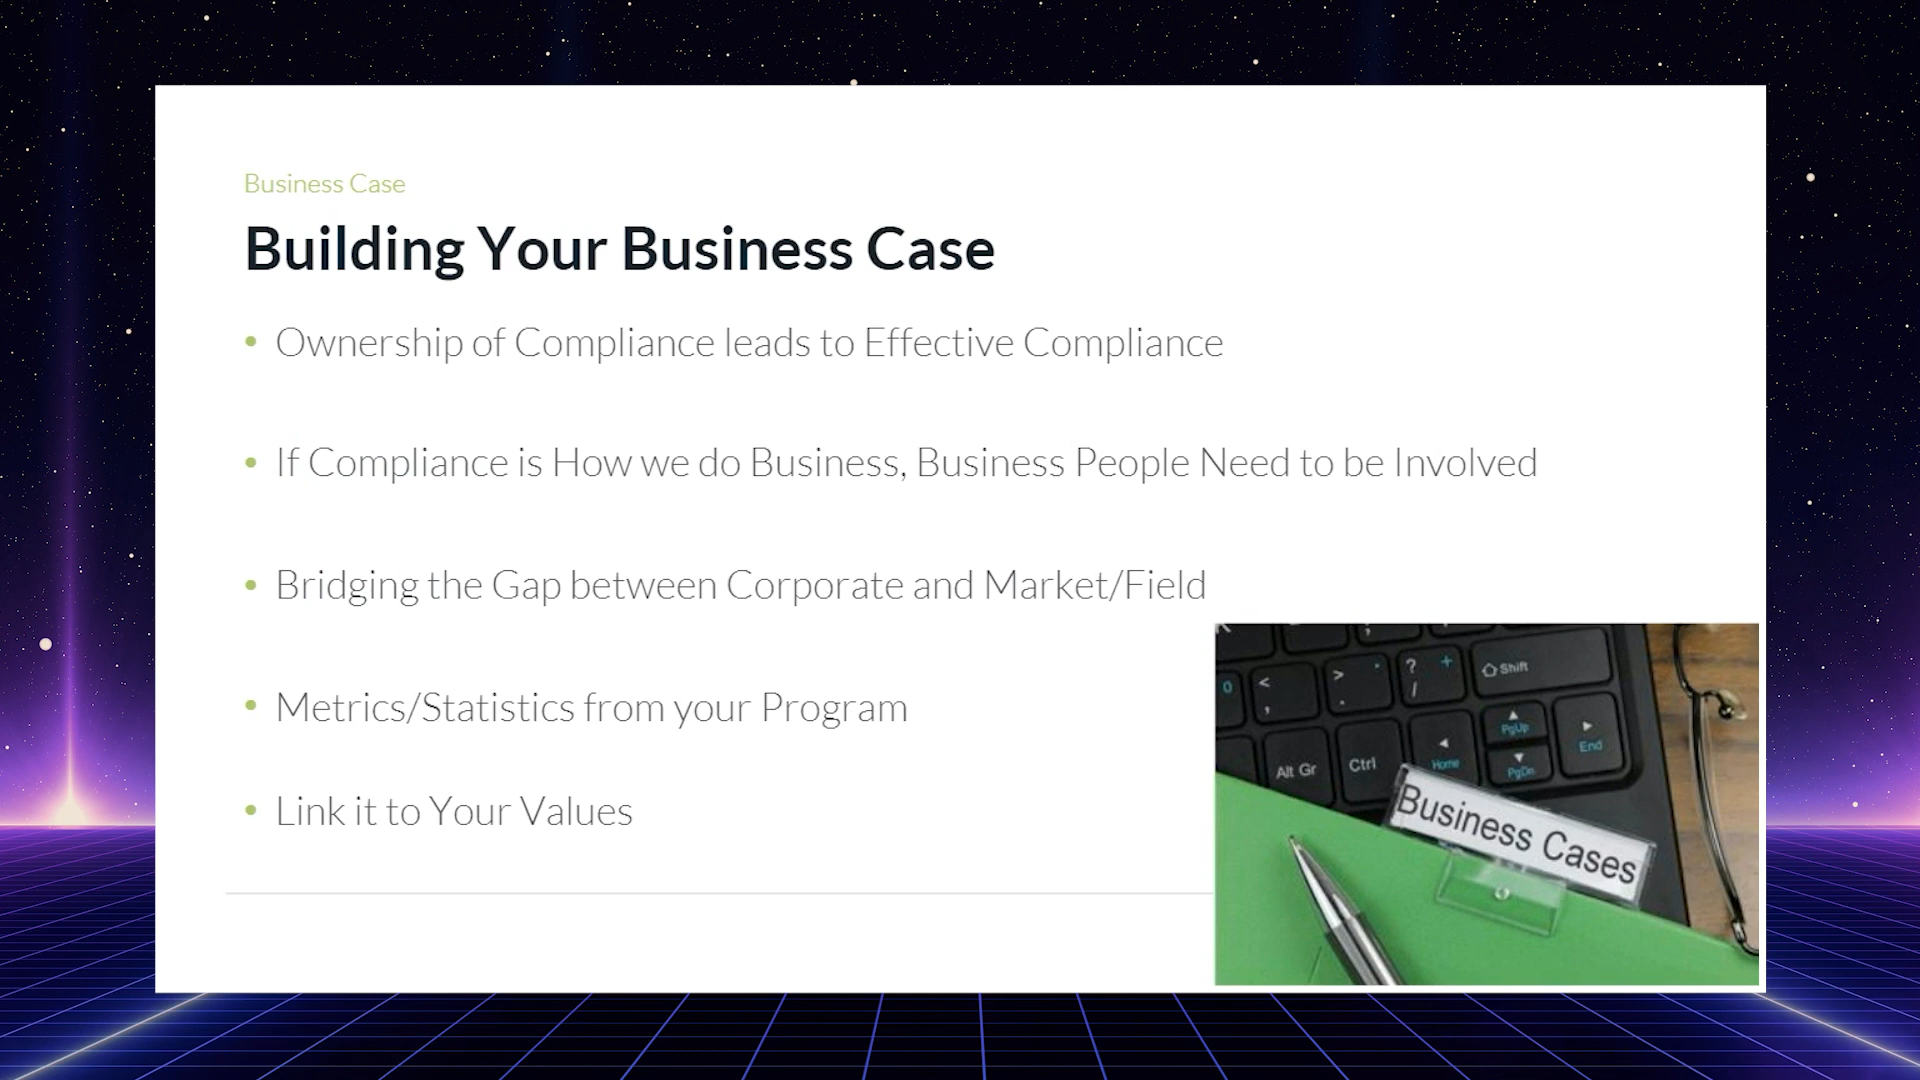 Business Case
Building Your Business Case
• Ownership of Compliance leads to Effective Compliance
• If Compliance is How we do Business, Business People Need to be Involved
• Bridging the Gap between Corporate and Market/Field
• Metrics/Statistics from your Program
• Link it to Your Values
0
<
,
>
.
?
+
/
Shift
Alt Gr
Ctrl
Home
PgUp
PgDn
End
Business Cases